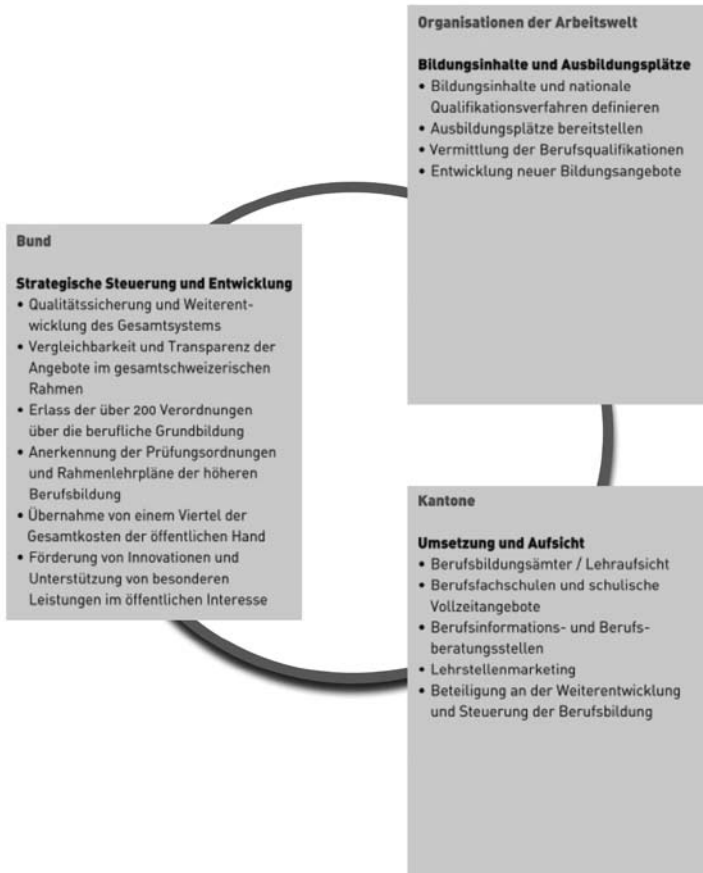 Organisationen der Arbeitswelt
Bildungsinhalte und Ausbildungsplätze
• Bildungsinhalte und nationale
Qualifikationsverfahren definieren
• Ausbildungsplätze bereitstellen
• Vermittlung der Berufsqualifikationen
• Entwicklung neuer Bildungsangebote
Bund
Strategische Steuerung und Entwicklung
• Qualitätssicherung und Weiterent-
wicklung des Gesamtsystems
• Vergleichbarkeit und Transparenz der
Angebote im gesamtschweizerischen
Rahmen
• Erlass der über 200 Verordnungen
über die berufliche Grundbildung
• Anerkennung der Prüfungsordnungen
und Rahmenlehrpläne der höheren
Berufsbildung
• Übernahme von einem Viertel der
Gesamtkosten der öffentlichen Hand
• Förderung von Innovationen und
Unterstützung von besonderen
Leistungen im öffentlichen Interesse
Kantone
Umsetzung und Aufsicht
• Berufsbildungsämter / Lehraufsicht
• Berufsfachschulen und schulische
Vollzeitangebote
• Berufsinformations- und Berufs-
beratungsstellen
• Lehrstellenmarketing
• Beteiligung an der Weiterentwicklung
und Steuerung der Berufsbildung